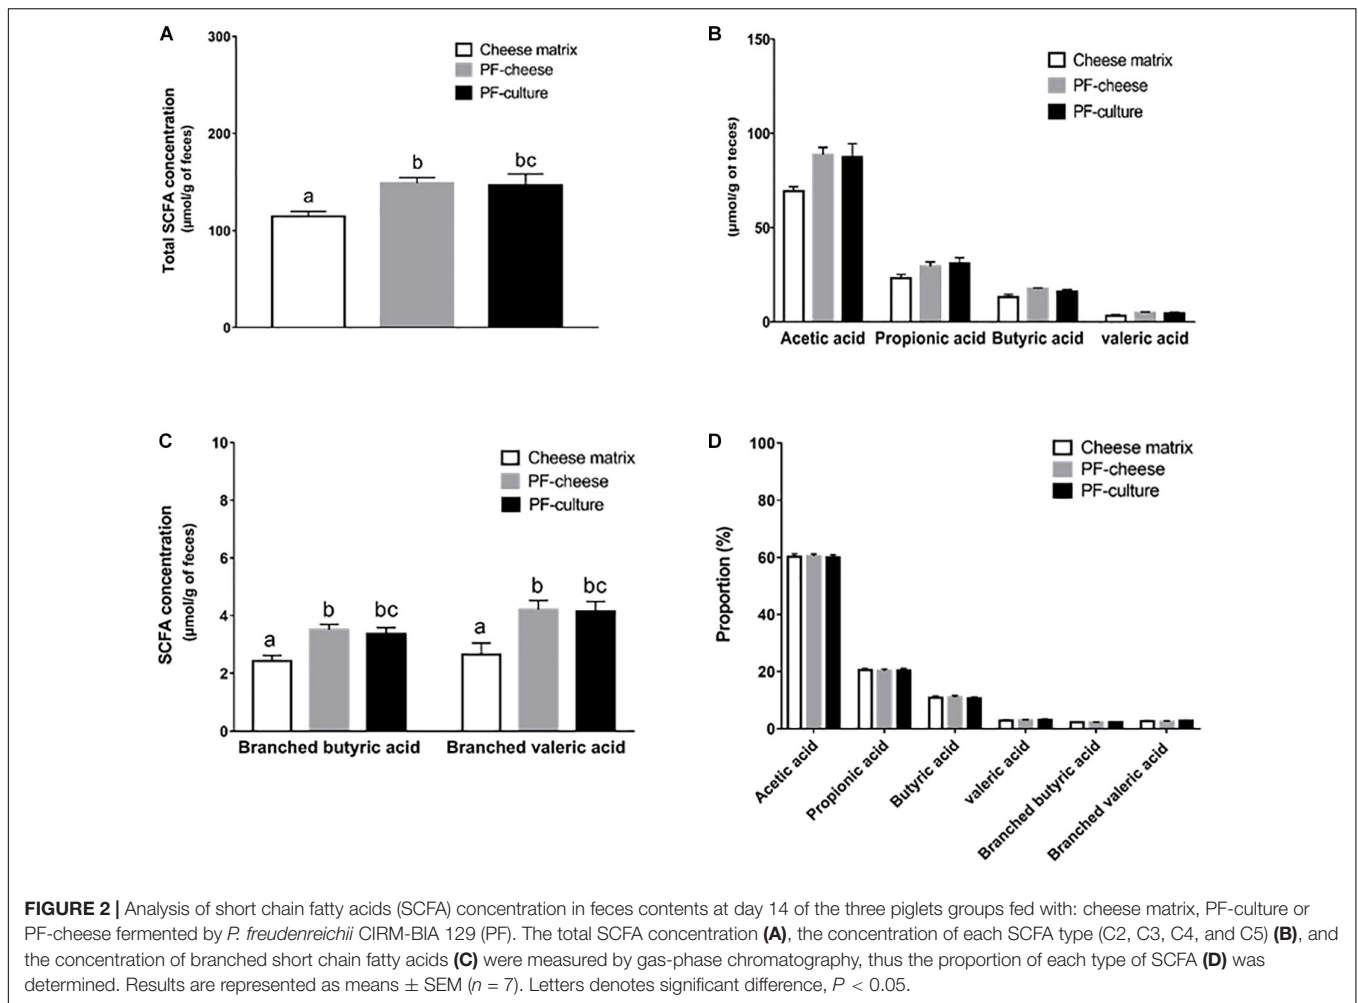 A
300
200
100
0
Total SCFA concentration
(µmol/g of feces)
Cheese matrix
PF-cheese
PF-culture
a
b
bc
B
150
100
50
0
(µmol/g of feces)
Cheese matrix
PF-cheese
PF-culture
Acetic acid Propionic acid Butyric acid valeric acid
C
10
8
6
4
2
0
SCFA concentration
(µmol/g of feces)
Cheese matrix
PF-cheese
PF-culture
a b bc a b bc
Branched butyric acid Branched valeric acid
D
100
80
60
40
20
0
Proportion (%)
Cheese matrix
PF-cheese
PF-culture
Acetic acid
Propionic acid
Butyric acid
valeric acid
Branched butyric acid
Branched valeric acid
FIGURE 2 | Analysis of short chain fatty acids (SCFA) concentration in feces contents at day 14 of the three piglets groups fed with: cheese matrix, PF-culture or
PF-cheese fermented by P. freudenreichii CIRM-BIA 129 (PF). The total SCFA concentration (A), the concentration of each SCFA type (C2, C3, C4, and C5) (B), and
the concentration of branched short chain fatty acids (C) were measured by gas-phase chromatography, thus the proportion of each type of SCFA (D) was
determined. Results are represented as means ± SEM (n = 7). Letters denotes significant difference, P < 0.05.